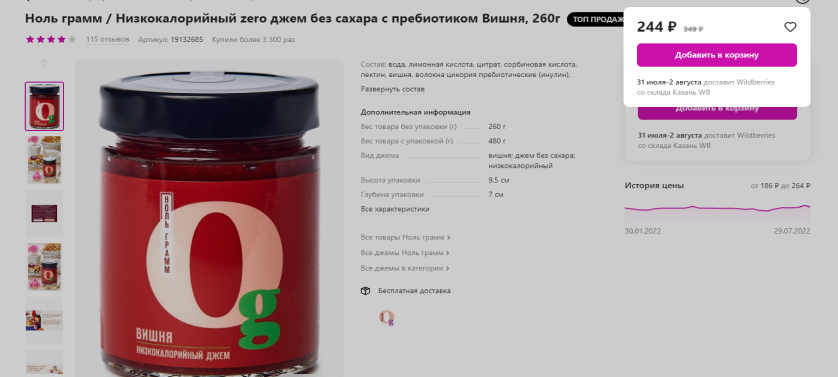 Ноль грамм / Низкокалорийный zero джем без сахара с пребиотиком Вишня, 260г
ТОП ПРОДАЖ
115 отзывов Артикул: 19132685 Купили более 3 300 раз
НОЛЬ ГРАММ
0g
ВИШНЯ
НИЗКОКАЛОРИЙНЫЙ ДЖЕМ
Состав: вода, лимонная кислота, цитрат, сорбиновая кислота,
пектин, вишня, волокна цикория пребиотические (инулин).
Развернуть состав
Дополнительная информация
Вес товара без упаковки (г) 260 г
Вес товара с упаковкой (г) 480 г
Вид джема вишня; джем без сахара;
низкокалорийный
Высота упаковки 9.5 см
Глубина упаковки 7 см
Все характеристики
Все товары Ноль грамм >
Все джемы Ноль грамм >
Все джемы в категории >
Бесплатная доставка
244 ₽ 349 ₽
Добавить в корзину
31 июля-2 августа доставит Wildberries
со склада Казань WB
Добавить в корзину
31 июля-2 августа доставит Wildberries
со склада Казань WB
История цены от 186 ₽ до 264 ₽
30.01.2022 29.07.2022